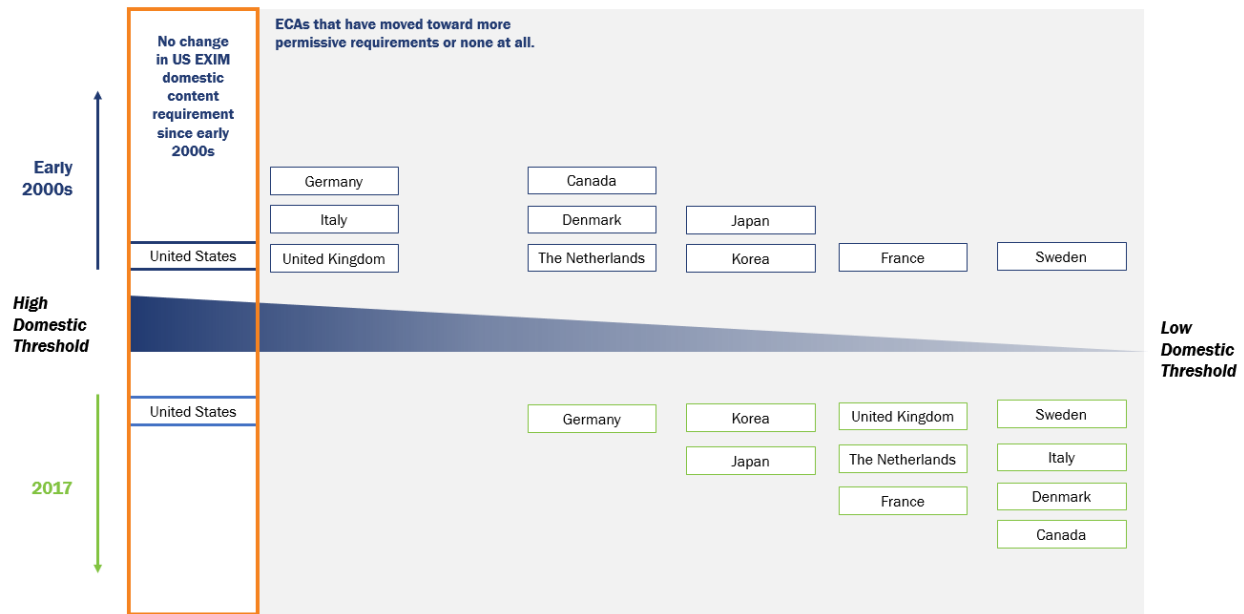 No change
in US EXIM
domestic
content
requirement
since early
2000s
ECAs that have moved toward more
permissive requirements or none at all.
Early
2000s
Germany
Canada
Italy
Denmark
Japan
United States
United Kingdom
The Netherlands
Korea
France
Sweden
High
Domestic
Threshold
Low
Domestic
Threshold
United States
Germany
Korea
United Kingdom
Sweden
Japan
The Netherlands
Italy
2017
France
Denmark
Canada